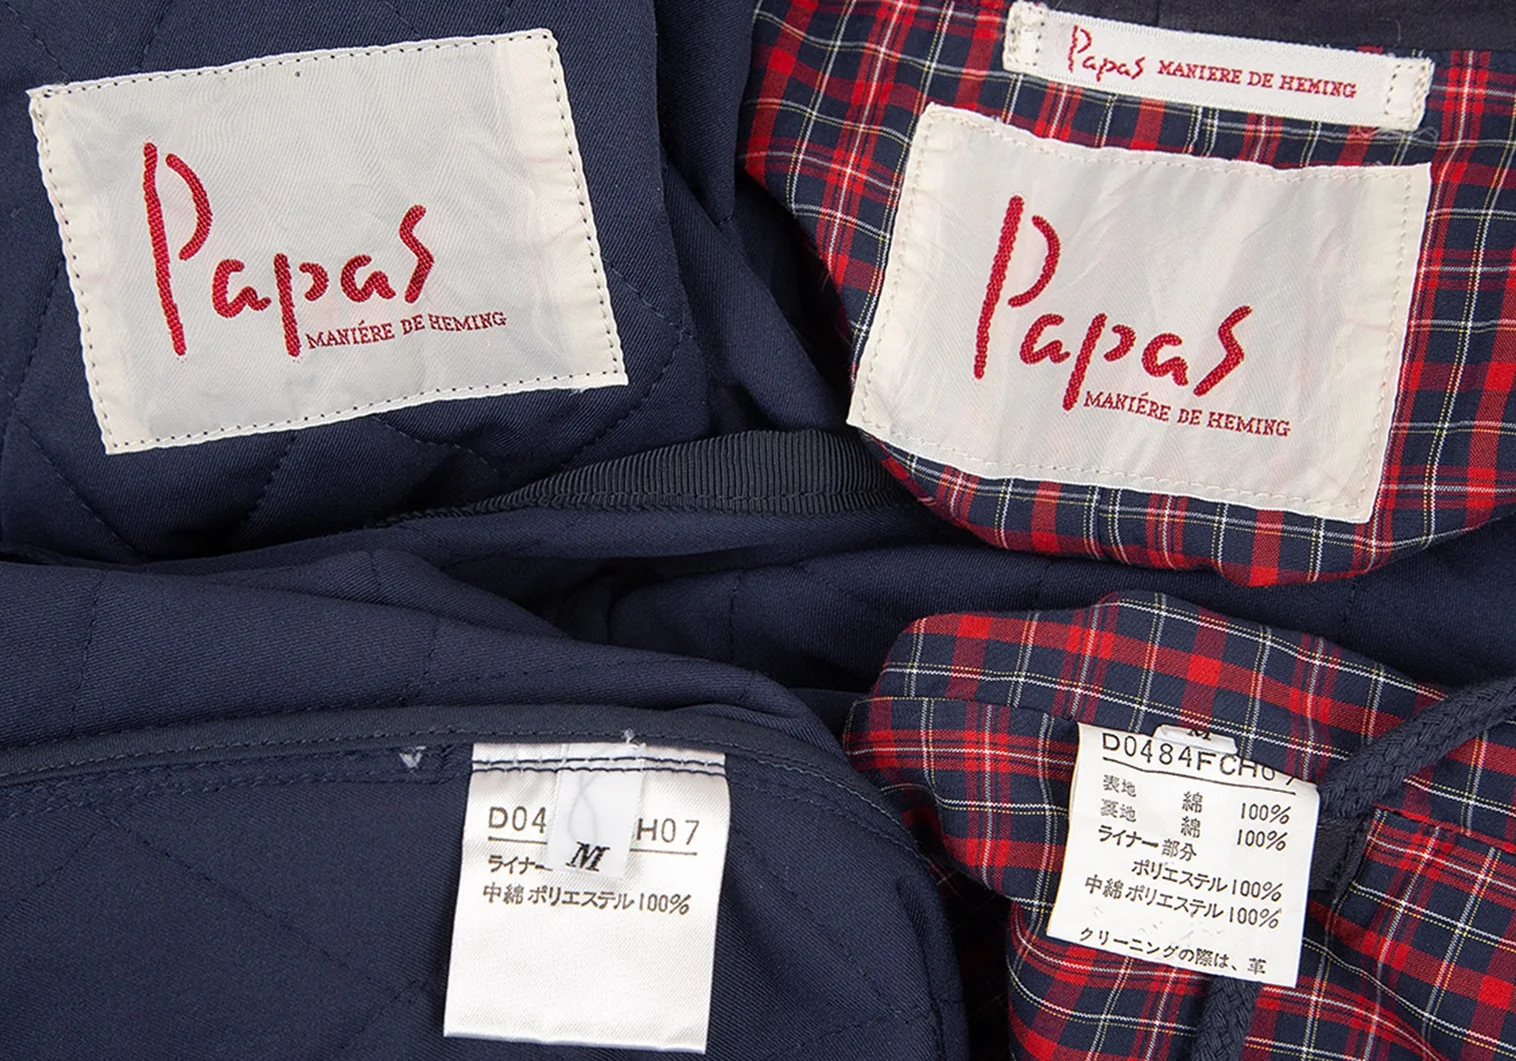 Papas
MANIÉRE DE HEMING
Papas MANIERE DE HEMING
Papas
MANIÉRE DE HEMING
D04 H07
M
ライナー
中綿ポリエステル100%
M
D0484FCH07
表地 綿 100%
裏地 綿 100%
ライナー部分
ポリエステル100%
中綿ポリエステル100%
クリーニングの際は、革